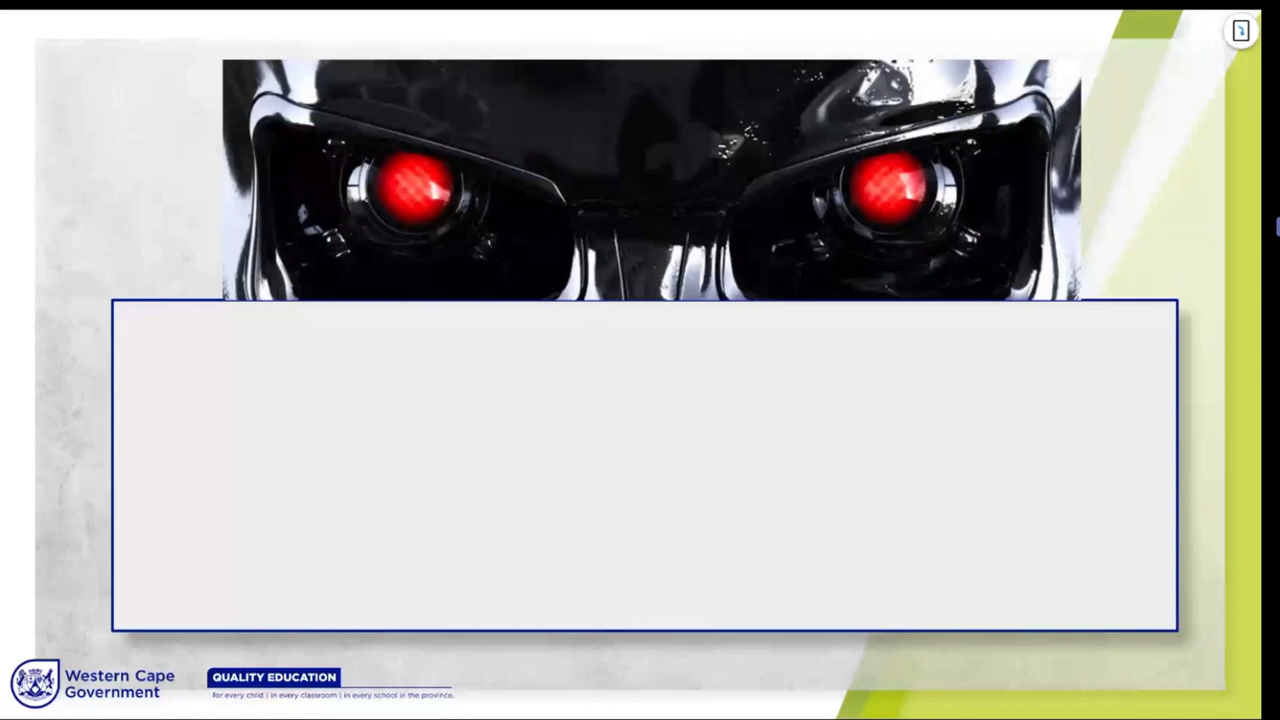 Western Cape
Government
QUALITY EDUCATION
for every child | in every classroom | in every school in the province.